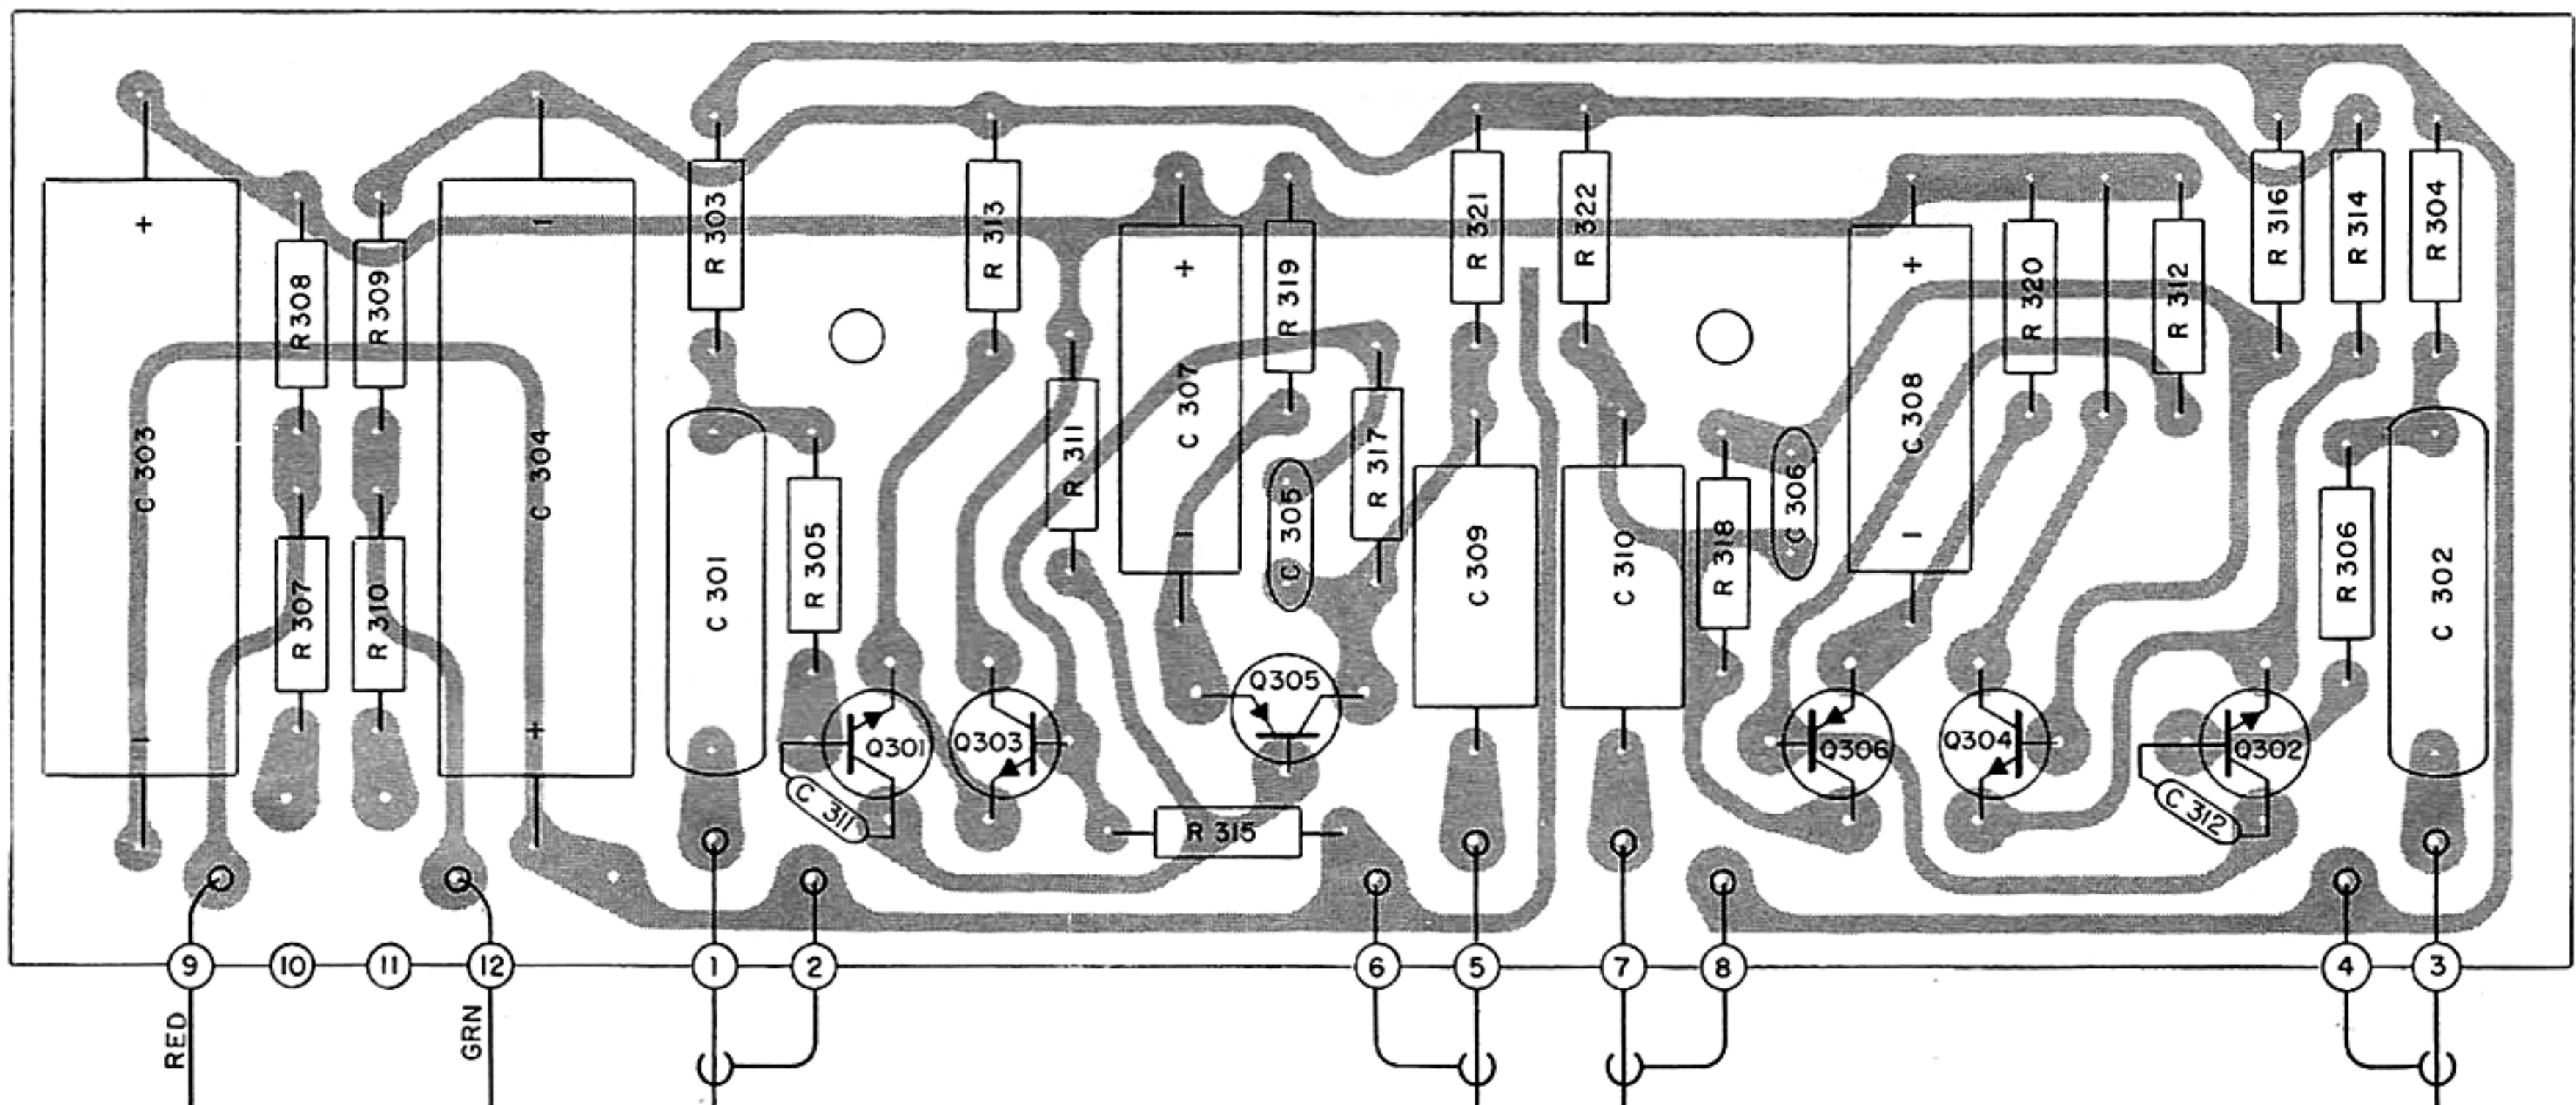 +
C 303
−
R 308
R 309
R 307
R 310
−
C 304
+
R 303
C 301
R 305
R 313
R 311
+
C 307
−
R 319
C 305
R 317
R 321
C 309
R 322
C 310
R 318
C 306
+
C 308
−
R 320
R 312
R 316
R 314
R 304
R 306
C 302
Q301
C 311
Q303
Q305
R 315
Q306
Q304
Q302
C 312
9
10
11
12
1
2
6
5
7
8
4
3
RED
GRN